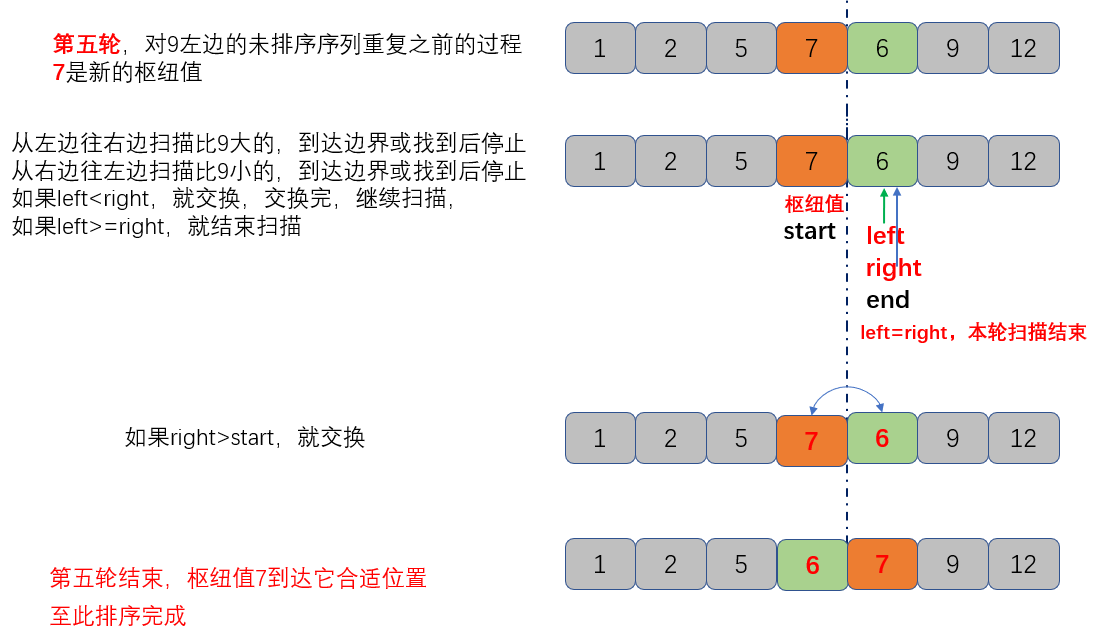 第五轮，对9左边的未排序序列重复之前的过程
7是新的枢纽值
1 2 5 7 6 9 12
从左边往右边扫描比9大的，到达边界或找到后停止
从右边往左边扫描比9小的，到达边界或找到后停止
如果left<right，就交换，交换完，继续扫描，
如果left>=right，就结束扫描
1 2 5 7 6 9 12
枢纽值
start
left
right
end
left=right，本轮扫描结束
如果right>start，就交换
1 2 5 7 6 9 12
第五轮结束，枢纽值7到达它合适位置
至此排序完成
1 2 5 6 7 9 12